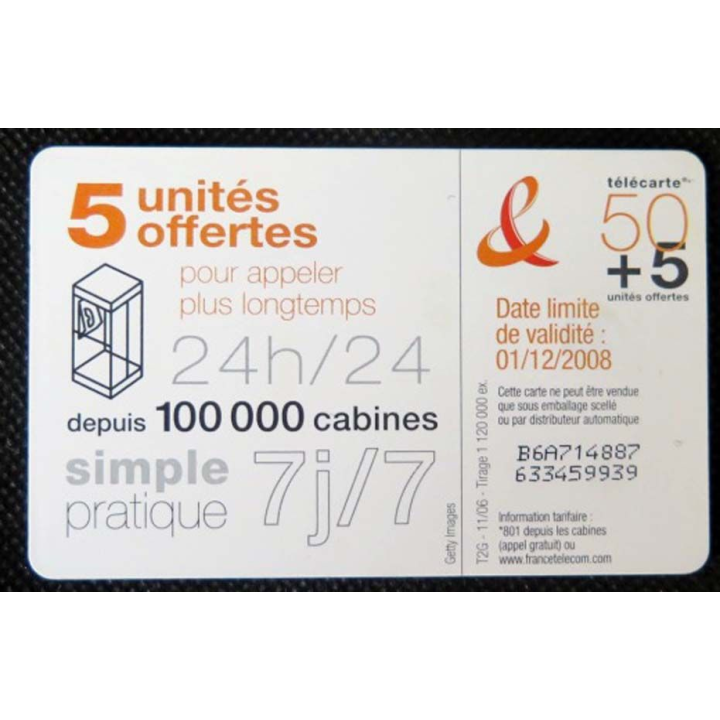 5 unités
offertes
pour appeler
plus longtemps
24h/24
depuis 100 000 cabines
simple
pratique
7j/7
Getty Images
T2G - 11/06 - Tirage 1 120 000 ex.
&
télécarte
50
+5
unités offertes
Date limite
de validité :
01/12/2008
Cette carte ne peut être vendue
que sous emballage scellé
ou par distributeur automatique
B6A714887
633459939
Information tarifaire :
*801 depuis les cabines
(appel gratuit) ou
www.francetelecom.com